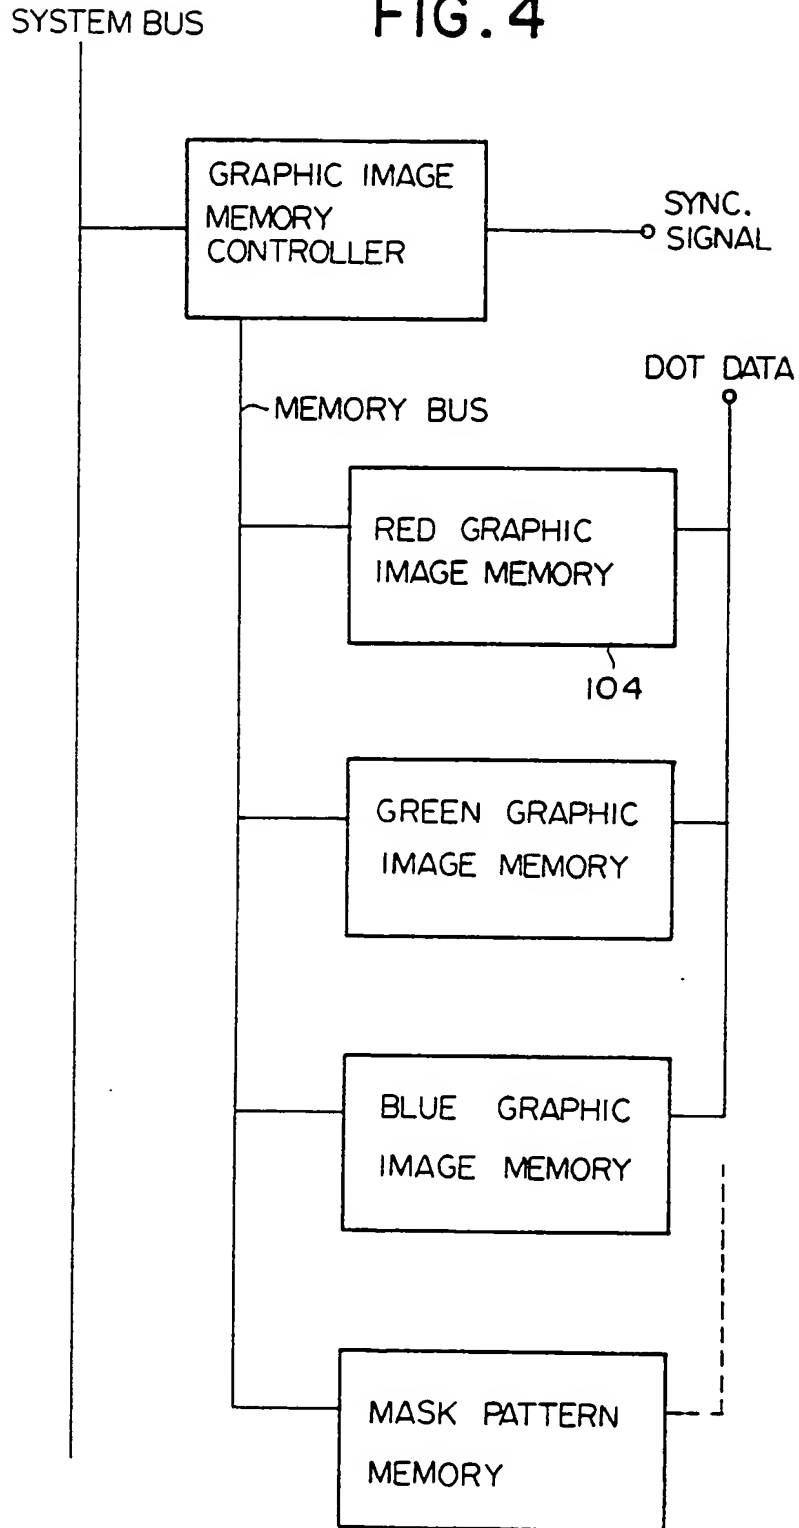 SYSTEM BUS
FIG. 4
GRAPHIC IMAGE
MEMORY
CONTROLLER
SYNC.
SIGNAL
DOT DATA
MEMORY BUS
RED GRAPHIC
IMAGE MEMORY
104
GREEN GRAPHIC
IMAGE MEMORY
BLUE GRAPHIC
IMAGE MEMORY
MASK PATTERN
MEMORY